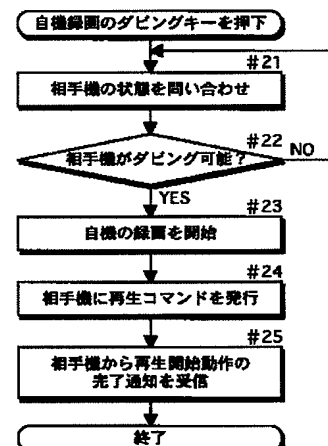 自機録画のダビングキーを押下
#21
相手機の状態を問い合わせ
#22
相手機がダビング可能?
NO
YES
#23
自機の録画を開始
#24
相手機に再生コマンドを発行
#25
相手機から再生開始動作の
完了通知を受信
終了